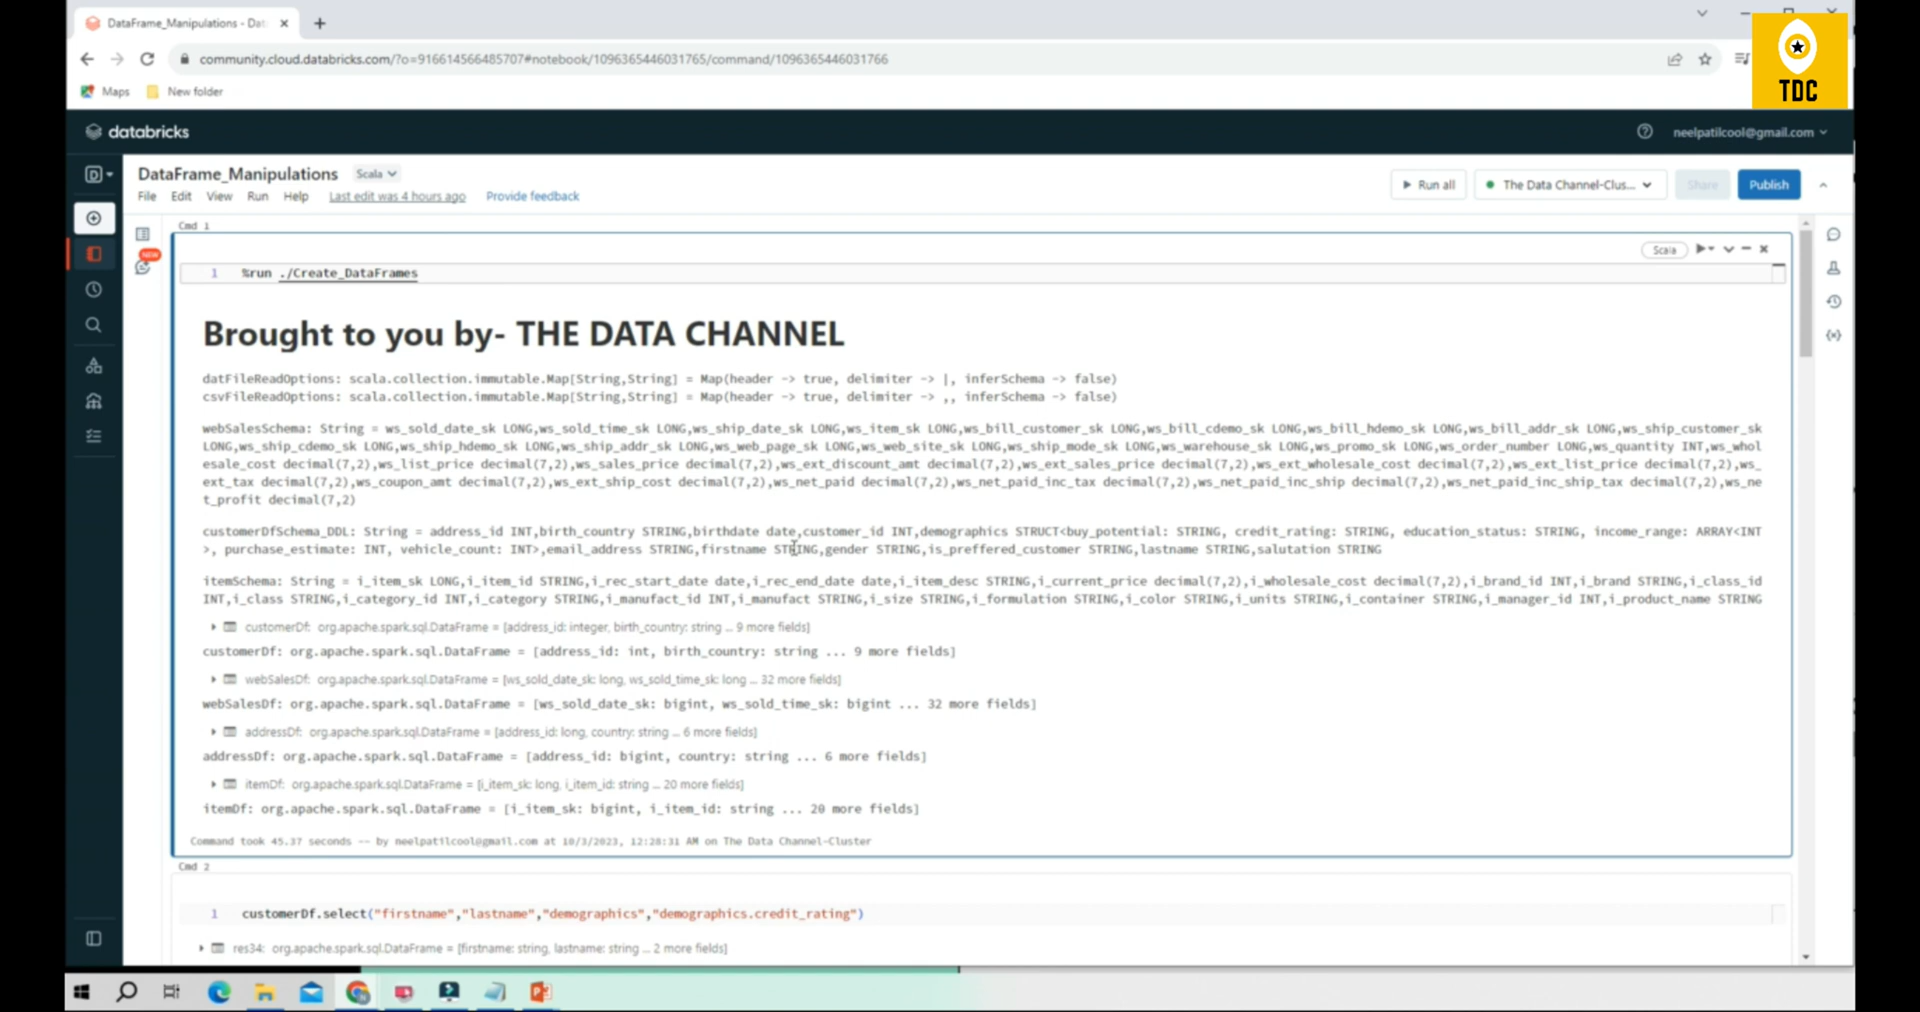 DataFrame_Manipulations - Dat
community.cloud.databricks.com/?o=916614566485707#notebook/1096365446031765/command/1096365446031766
Maps
New folder
TDC
databricks
neelpatilcool@gmail.com
D
DataFrame_Manipulations
Scala
File Edit View Run Help Last edit was 4 hours ago Provide feedback
Run all
The Data Channel-Clus...
Share
Publish
NEW
Cmd 1
Scala
1 %run ./Create_DataFrames
Brought to you by- THE DATA CHANNEL
datFileReadOptions: scala.collection.immutable.Map[String,String] = Map(header -> true, delimiter -> |, inferSchema -> false)
csvFileReadOptions: scala.collection.immutable.Map[String,String] = Map(header -> true, delimiter -> ,, inferSchema -> false)
webSalesSchema: String = ws_sold_date_sk LONG,ws_sold_time_sk LONG,ws_ship_date_sk LONG,ws_item_sk LONG,ws_bill_customer_sk LONG,ws_bill_cdemo_sk LONG,ws_bill_hdemo_sk LONG,ws_bill_addr_sk LONG,ws_ship_customer_sk
LONG,ws_ship_cdemo_sk LONG,ws_ship_hdemo_sk LONG,ws_ship_addr_sk LONG,ws_web_page_sk LONG,ws_web_site_sk LONG,ws_ship_mode_sk LONG,ws_warehouse_sk LONG,ws_promo_sk LONG,ws_order_number LONG,ws_quantity INT,ws_whol
esale_cost decimal(7,2),ws_list_price decimal(7,2),ws_sales_price decimal(7,2),ws_ext_discount_amt decimal(7,2),ws_ext_sales_price decimal(7,2),ws_ext_wholesale_cost decimal(7,2),ws_ext_list_price decimal(7,2),ws_
ext_tax decimal(7,2),ws_coupon_amt decimal(7,2),ws_ext_ship_cost decimal(7,2),ws_net_paid decimal(7,2),ws_net_paid_inc_tax decimal(7,2),ws_net_paid_inc_ship decimal(7,2),ws_net_paid_inc_ship_tax decimal(7,2),ws_ne
t_profit decimal(7,2)
customerDfSchema_DDL: String = address_id INT,birth_country STRING,birthdate date,customer_id INT,demographics STRUCT<buy_potential: STRING, credit_rating: STRING, education_status: STRING, income_range: ARRAY<INT
>, purchase_estimate: INT, vehicle_count: INT>,email_address STRING,firstname STRING,gender STRING,is_preffered_customer STRING,lastname STRING,salutation STRING
itemSchema: String = i_item_sk LONG,i_item_id STRING,i_rec_start_date date,i_rec_end_date date,i_item_desc STRING,i_current_price decimal(7,2),i_wholesale_cost decimal(7,2),i_brand_id INT,i_brand STRING,i_class_id
INT,i_class STRING,i_category_id INT,i_category STRING,i_manufact_id INT,i_manufact STRING,i_size STRING,i_formulation STRING,i_color STRING,i_units STRING,i_container STRING,i_manager_id INT,i_product_name STRING
customerDf: org.apache.spark.sql.DataFrame = [address_id: integer, birth_country: string ... 9 more fields]
customerDf: org.apache.spark.sql.DataFrame = [address_id: int, birth_country: string ... 9 more fields]
webSalesDf: org.apache.spark.sql.DataFrame = [ws_sold_date_sk: long, ws_sold_time_sk: long ... 32 more fields]
webSalesDf: org.apache.spark.sql.DataFrame = [ws_sold_date_sk: bigint, ws_sold_time_sk: bigint ... 32 more fields]
addressDf: org.apache.spark.sql.DataFrame = [address_id: long, country: string ... 6 more fields]
addressDf: org.apache.spark.sql.DataFrame = [address_id: bigint, country: string ... 6 more fields]
itemDf: org.apache.spark.sql.DataFrame = [i_item_sk: long, i_item_id: string ... 20 more fields]
itemDf: org.apache.spark.sql.DataFrame = [i_item_sk: bigint, i_item_id: string ... 20 more fields]
Command took 45.37 seconds -- by neelpatilcool@gmail.com at 10/3/2023, 12:28:31 AM on The Data Channel-Cluster
Cmd 2
1 customerDf.select("firstname","lastname","demographics","demographics.credit_rating")
res34: org.apache.spark.sql.DataFrame = [firstname: string, lastname: string ... 2 more fields]